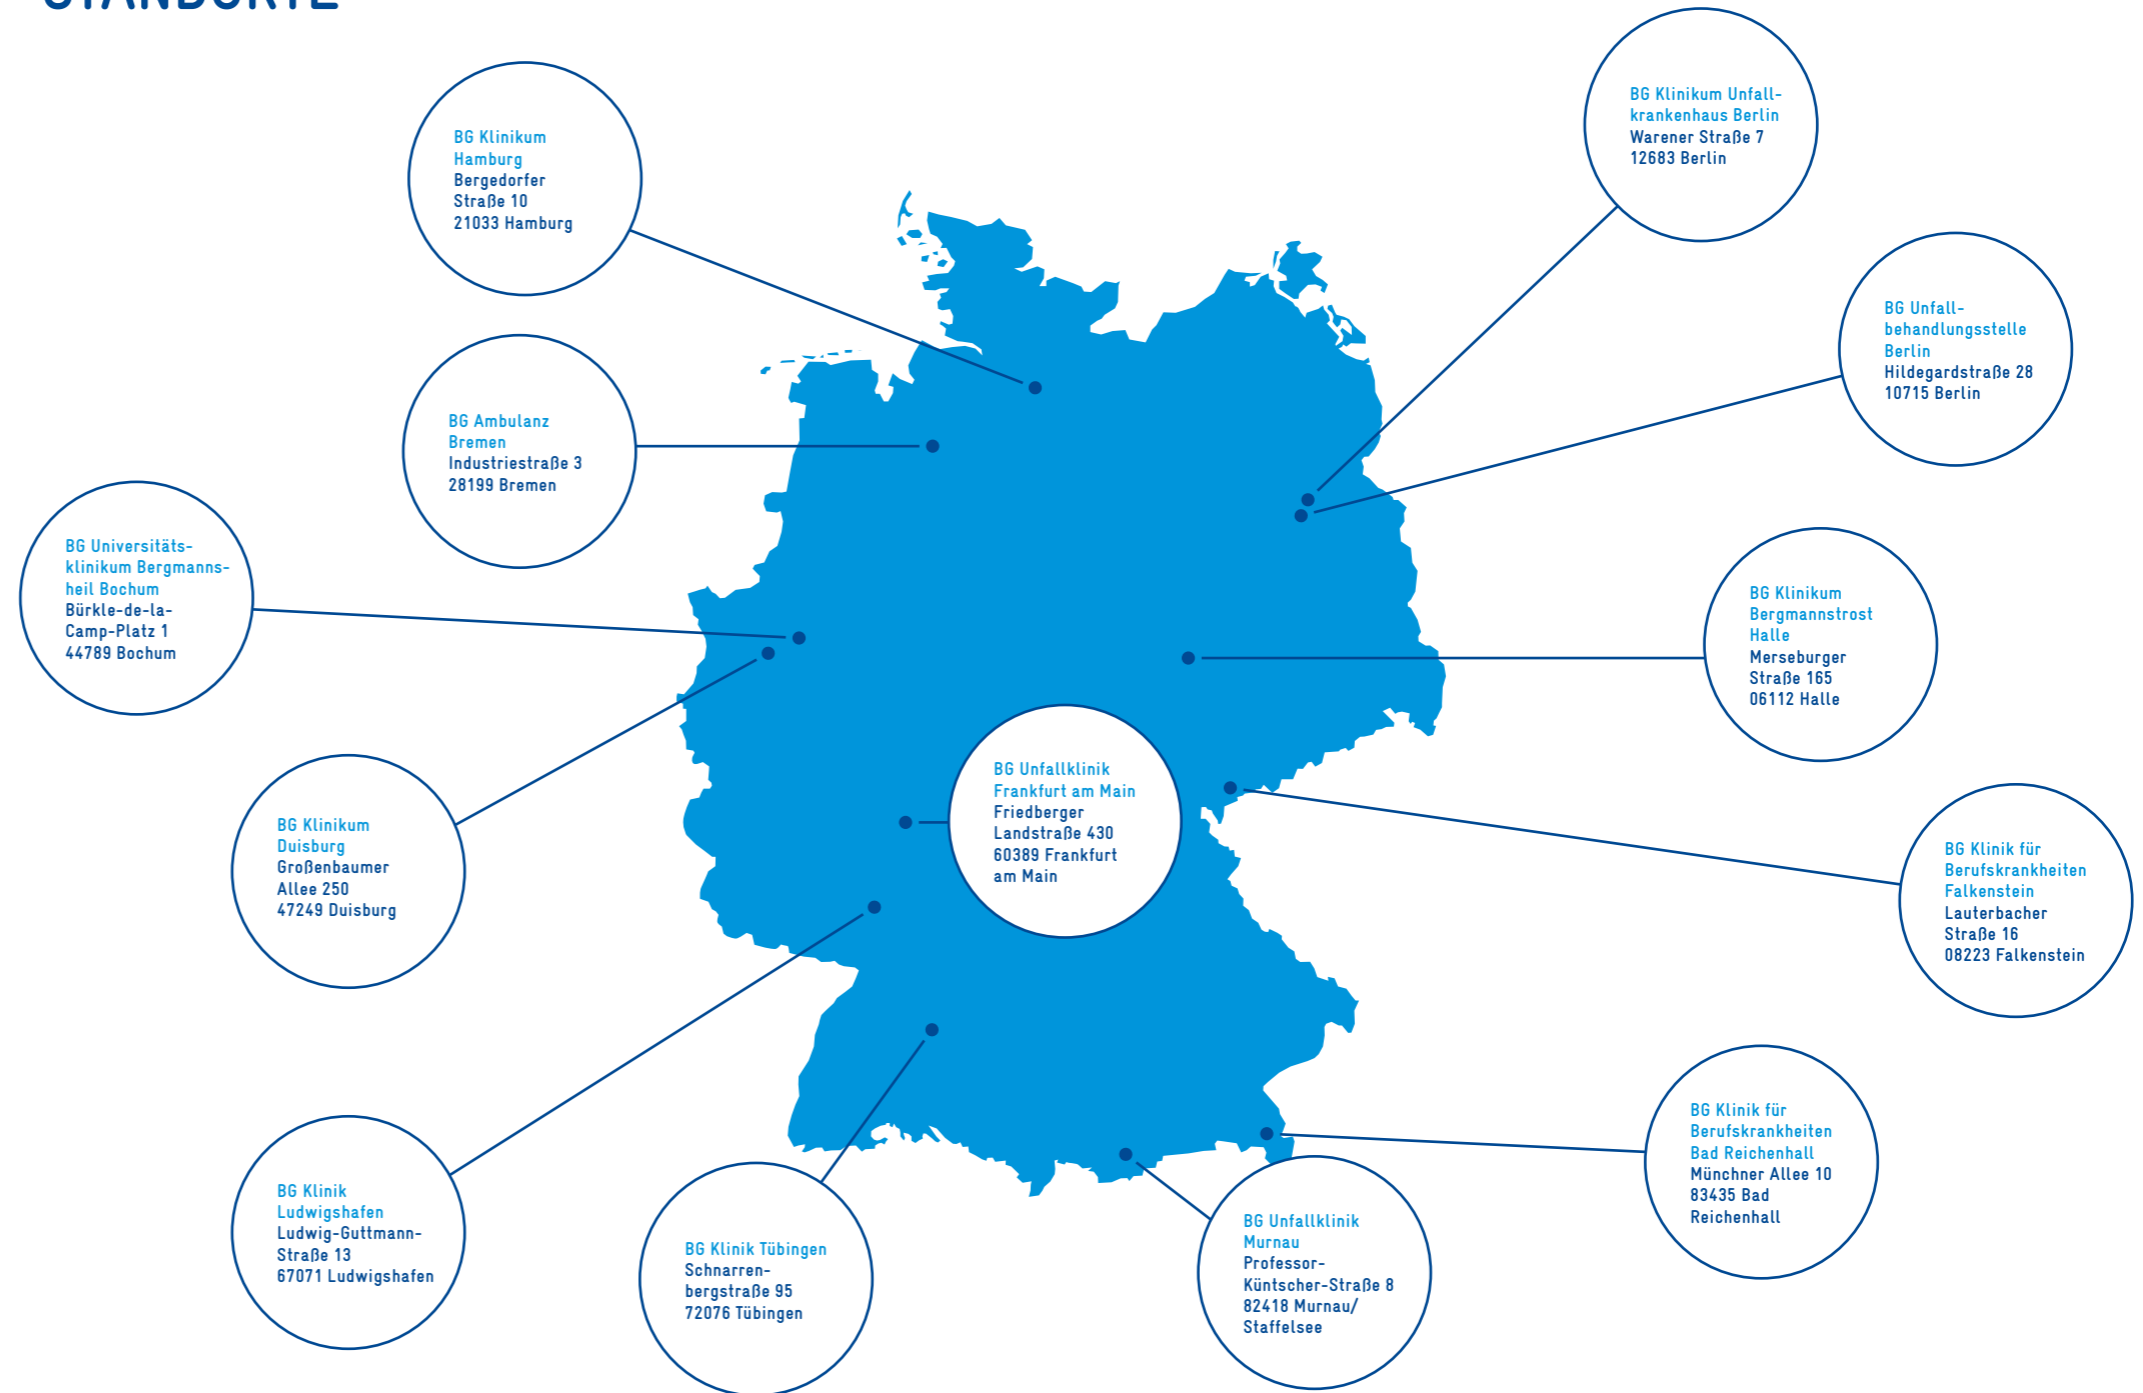 STANDORTE
BG Klinikum
Hamburg
Bergedorfer
Straße 10
21033 Hamburg
BG Klinikum Unfall-
krankenhaus Berlin
Warener Straße 7
12683 Berlin
BG Unfall-
behandlungsstelle
Berlin
Hildegardstraße 28
10715 Berlin
BG Ambulanz
Bremen
Industriestraße 3
28199 Bremen
BG Universitäts-
klinikum Bergmanns-
heil Bochum
Bürkle-de-la-
Camp-Platz 1
44789 Bochum
BG Klinikum
Bergmannstrost
Halle
Merseburger
Straße 165
06112 Halle
BG Klinikum
Duisburg
Großenbaumer
Allee 250
47249 Duisburg
BG Unfallklinik
Frankfurt am Main
Friedberger
Landstraße 430
60389 Frankfurt
am Main
BG Klinik für
Berufskrankheiten
Falkenstein
Lauterbacher
Straße 16
08223 Falkenstein
BG Klinik
Ludwigshafen
Ludwig-Guttmann-
Straße 13
67071 Ludwigshafen
BG Klinik Tübingen
Schnarren-
bergstraße 95
72076 Tübingen
BG Unfallklinik
Murnau
Professor-
Küntscher-Straße 8
82418 Murnau/
Staffelsee
BG Klinik für
Berufskrankheiten
Bad Reichenhall
Münchner Allee 10
83435 Bad
Reichenhall